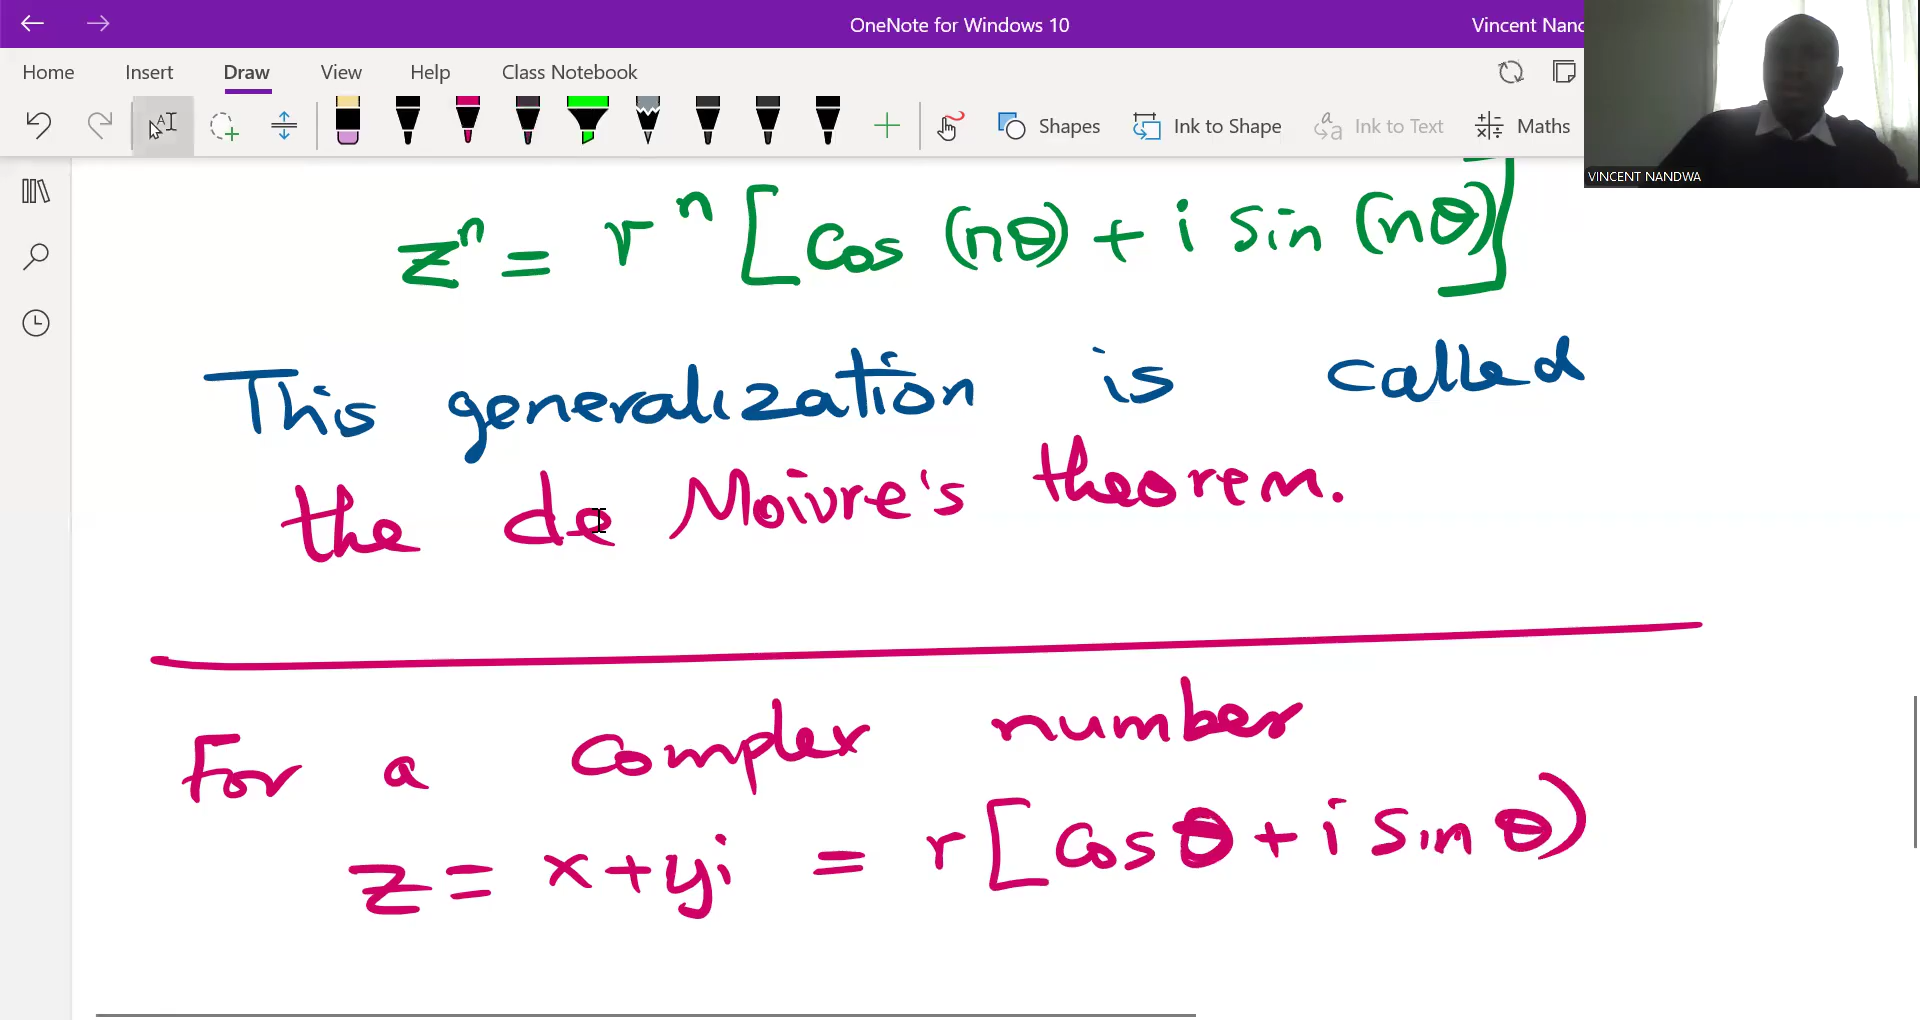 OneNote for Windows 10
Vincent Nand
Home Insert Draw View Help Class Notebook
Shapes Ink to Shape Ink to Text Maths
VINCENT NANDWA
zⁿ = rⁿ [cos (nθ) + i sin (nθ)]
This generalization is called
the de Moivre's theorem.
For a complex number
z = x + yi = r[cos θ + i sin θ)